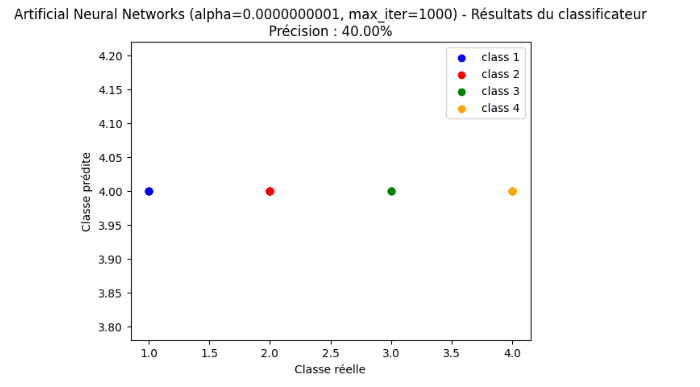 Artificial Neural Networks (alpha=0.0000000001, max_iter=1000) - Résultats du classificateur
Précision : 40.00%
class 1
class 2
class 3
class 4
4.20
4.15
4.10
4.05
4.00
3.95
3.90
3.85
3.80
Classe prédite
1.0 1.5 2.0 2.5 3.0 3.5 4.0
Classe réelle